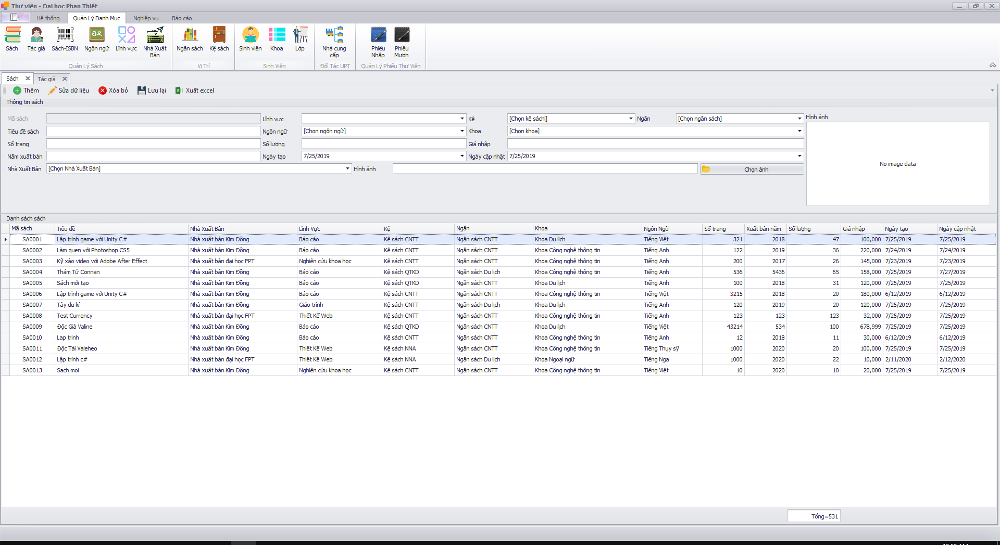 Thư viện - Đại học Phan Thiết
Hệ thống Quản Lý Danh Mục Nghiệp vụ Báo cáo
Sách Tác giả Sách-ISBN Ngôn ngữ Lĩnh vực Nhà Xuất Bản Ngăn sách Kệ sách Sinh viên Khoa Lớp Nhà cung cấp Phiếu Nhập Phiếu Mượn
Quản Lý Sách Vị Trí Sinh Viên Đối Tác UPT Quản Lý Phiếu Thư Viện
Sách Tác giả
Thêm Sửa dữ liệu Xóa bỏ Lưu lại Xuất excel
Thông tin sách
Mã sách Lĩnh vực Kệ [Chọn kệ sáchl] Ngăn [Chọn ngăn sách] Hình ảnh
Tiêu đề sách Ngôn ngữ [Chọn ngôn ngữ] Khoa [Chọn khoa]
Số trang Số lượng Giá nhập
Năm xuất bản Ngày tạo 7/25/2019 Ngày cập nhật 7/25/2019
No image data
Nhà Xuất Bản [Chọn Nhà Xuất Bản] Hình ảnh Chọn ảnh
Danh sách sách
Mã sách Tiêu đề Nhà Xuất Bản Lĩnh Vực Kệ Ngăn Khoa Ngôn Ngữ Số trang Xuất bản năm Số lượng Giá nhập Ngày tạo Ngày cập nhật
SA0001 Lập trình game với Unity C# Nhà xuất bản Kim Đồng Báo cáo Kệ sách CNTT Ngăn sách CNTT Khoa Du lịch Tiếng Việt 321 2018 47 100,000 7/25/2019 7/25/2019
SA0002 Làm quen với Photoshop CS5 Nhà xuất bản Kim Đồng Báo cáo Kệ sách CNTT Ngăn sách CNTT Khoa Công nghệ thông tin Tiếng Anh 122 2019 36 220,000 7/24/2019 7/24/2019
SA0003 Kỹ xảo video với Adobe After Effect Nhà xuất bản đại học FPT Nghiên cứu khoa học Kệ sách CNTT Ngăn sách CNTT Khoa Công nghệ thông tin Tiếng Anh 200 2017 26 145,000 7/23/2019 7/23/2019
SA0004 Thám Tử Connan Nhà xuất bản Kim Đồng Báo cáo Kệ sách QTKD Ngăn sách Du lịch Khoa Công nghệ thông tin Tiếng Anh 536 5436 65 158,000 7/25/2019 7/27/2019
SA0005 Sách mới tạo Nhà xuất bản Kim Đồng Báo cáo Kệ sách QTKD Ngăn sách CNTT Khoa Du lịch Tiếng Anh 100 2018 31 120,000 7/25/2019 7/25/2019
SA0006 Lập trình game với Unity C# Nhà xuất bản Kim Đồng Báo cáo Kệ sách CNTT Ngăn sách CNTT Khoa Công nghệ thông tin Tiếng Việt 3215 2018 20 180,000 6/12/2019 6/12/2019
SA0007 Tây du kí Nhà xuất bản Kim Đồng Giáo trình Kệ sách CNTT Ngăn sách Du lịch Khoa Du lịch Tiếng Anh 120 2019 20 120,000 7/25/2019 7/25/2019
SA0008 Test Currency Nhà xuất bản đại học FPT Thiết Kế Web Kệ sách CNTT Ngăn sách CNTT Khoa Công nghệ thông tin Tiếng Anh 123 123 123 32,000 7/25/2019 7/25/2019
SA0009 Độc Giả Valine Nhà xuất bản Kim Đồng Báo cáo Kệ sách QTKD Ngăn sách CNTT Khoa Du lịch Tiếng Việt 43214 534 100 678,999 7/25/2019 7/25/2019
SA0010 Lap trinh Nhà xuất bản Kim Đồng Báo cáo Kệ sách CNTT Ngăn sách CNTT Khoa Công nghệ thông tin Tiếng Anh 12 2018 11 30,000 6/12/2019 6/12/2019
SA0011 Độc Tài Valeheo Nhà xuất bản Kim Đồng Thiết Kế Web Kệ sách NNA Ngăn sách CNTT Khoa Công nghệ thông tin Tiếng Thụy sỹ 1000 2020 20 100,000 7/25/2019 7/25/2019
SA0012 Lập trình c# Nhà xuất bản đại học FPT Thiết Kế Web Kệ sách NNA Ngăn sách Du lịch Khoa Ngoại ngữ Tiếng Nga 1000 2020 22 10,000 2/11/2020 2/12/2020
SA0013 Sach moi Nhà xuất bản Kim Đồng Nghiên cứu khoa học Kệ sách CNTT Ngăn sách CNTT Khoa Công nghệ thông tin Tiếng Việt 10 2020 10 20,000 7/25/2019 7/25/2019
Tổng=531